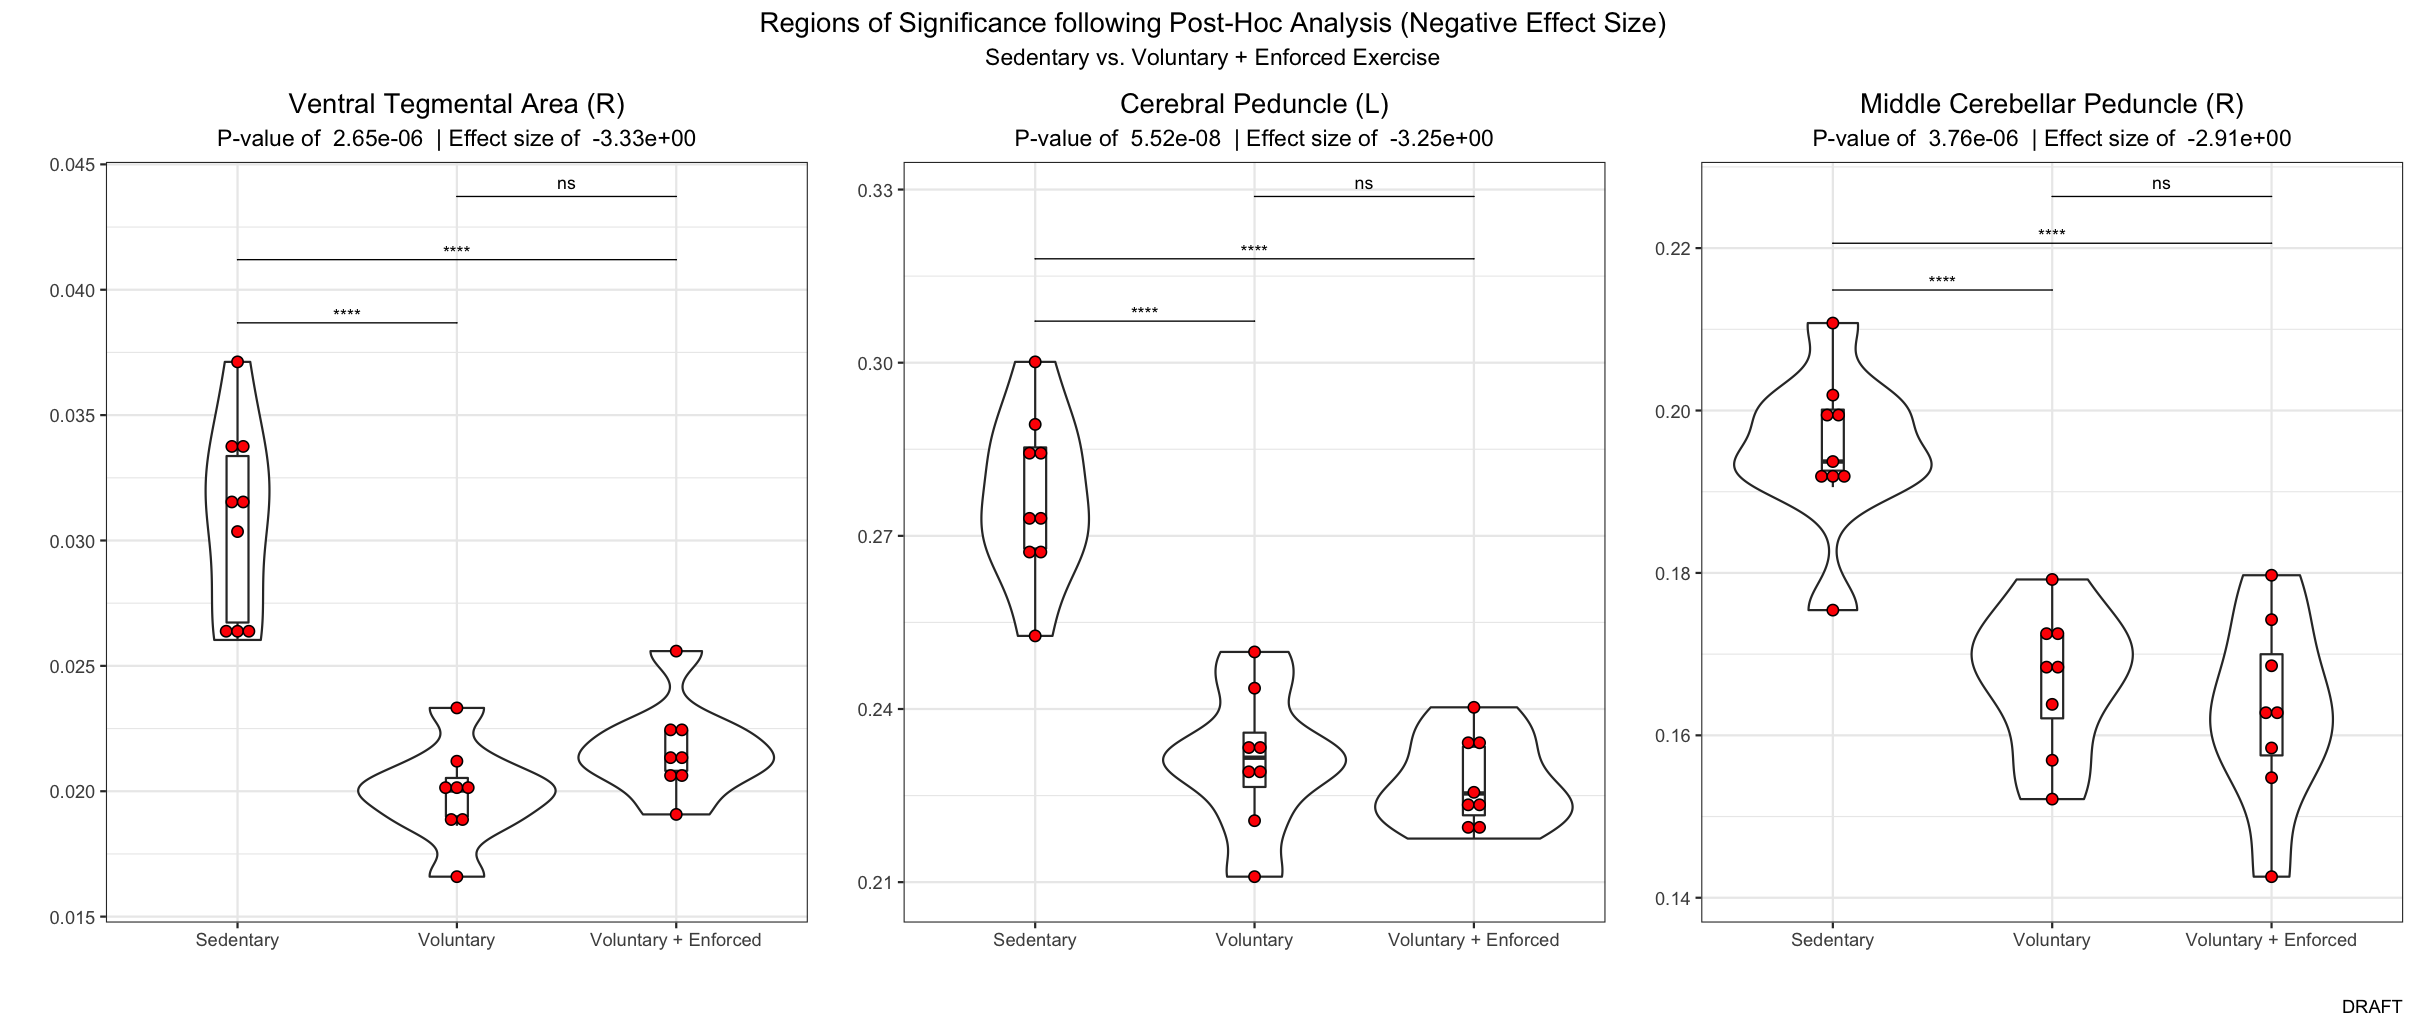 Regions of Significance following Post-Hoc Analysis (Negative Effect Size)
Sedentary vs. Voluntary + Enforced Exercise
Ventral Tegmental Area (R)
P-value of 2.65e-06 | Effect size of -3.33e+00
0.045
0.040
0.035
0.030
0.025
0.020
0.015
ns
****
****
Sedentary
Voluntary
Voluntary + Enforced
Cerebral Peduncle (L)
P-value of 5.52e-08 | Effect size of -3.25e+00
0.33
0.30
0.27
0.24
0.21
ns
****
****
Sedentary
Voluntary
Voluntary + Enforced
Middle Cerebellar Peduncle (R)
P-value of 3.76e-06 | Effect size of -2.91e+00
0.22
0.20
0.18
0.16
0.14
ns
****
****
Sedentary
Voluntary
Voluntary + Enforced
DRAFT